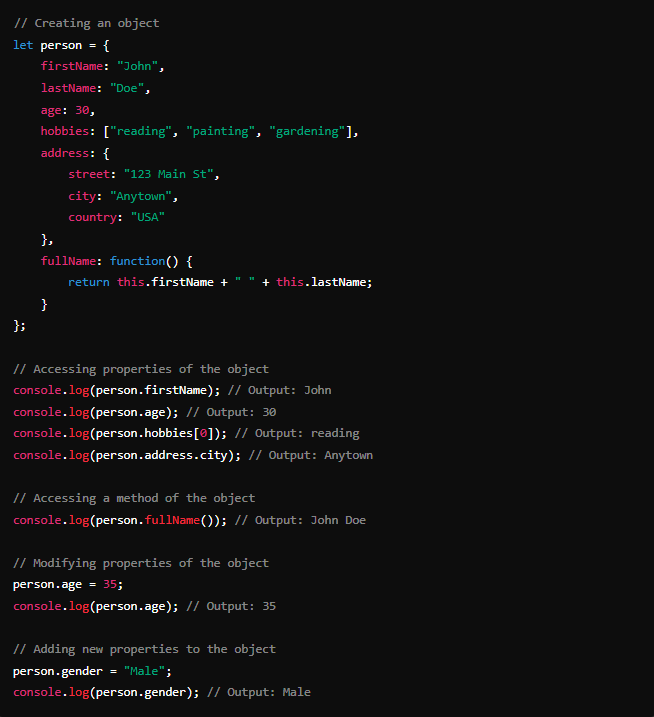 // Creating an object
let person = {
    firstName: "John",
    lastName: "Doe",
    age: 30,
    hobbies: ["reading", "painting", "gardening"],
    address: {
        street: "123 Main St",
        city: "Anytown",
        country: "USA"
    },
    fullName: function() {
        return this.firstName + " " + this.lastName;
    }
};

// Accessing properties of the object
console.log(person.firstName); // Output: John
console.log(person.age); // Output: 30
console.log(person.hobbies[0]); // Output: reading
console.log(person.address.city); // Output: Anytown

// Accessing a method of the object
console.log(person.fullName()); // Output: John Doe

// Modifying properties of the object
person.age = 35;
console.log(person.age); // Output: 35

// Adding new properties to the object
person.gender = "Male";
console.log(person.gender); // Output: Male